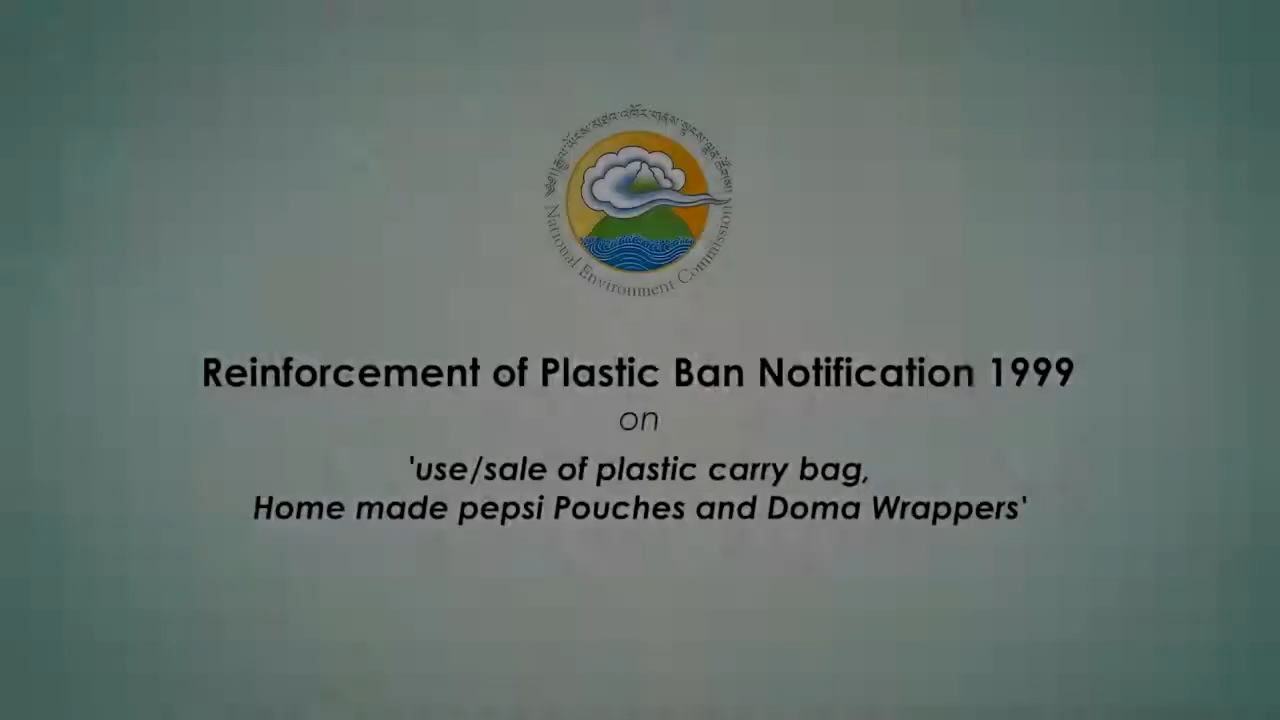 National Environment Commission
Reinforcement of Plastic Ban Notification 1999
on
'use/sale of plastic carry bag,
Home made pepsi Pouches and Doma Wrappers'